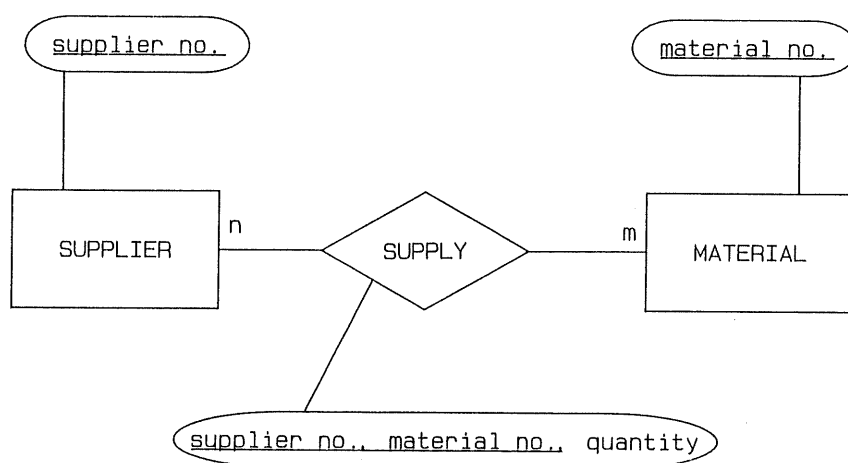 supplier no.
material no.
SUPPLIER
n
SUPPLY
m
MATERIAL
supplier no., material no., quantity